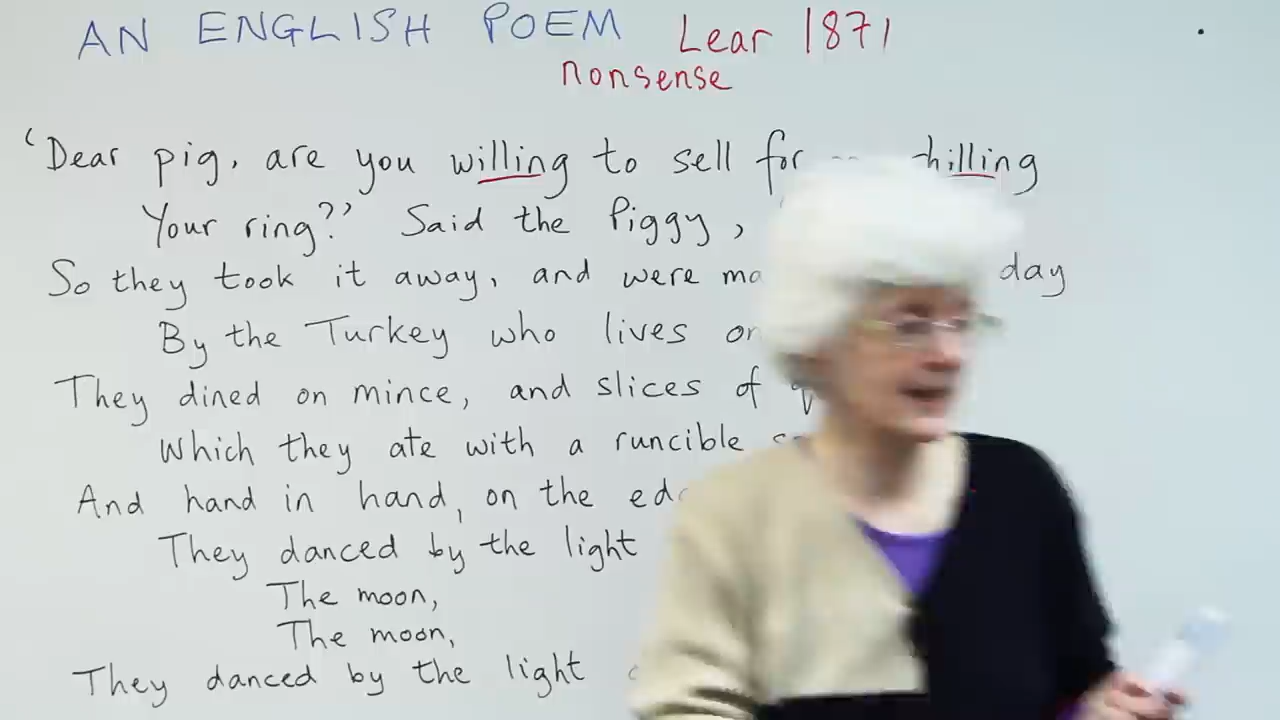 AN ENGLISH POEM Lear 1871
nonsense
‘Dear pig, are you willing to sell for
Your ring?’ Said the Piggy,
So they took it away, and were day
By the Turkey who lives on
They dined on mince, and slices of
Which they ate with a runcible
And hand in hand, on the
They danced by the light
The moon,
The moon,
They danced by the light